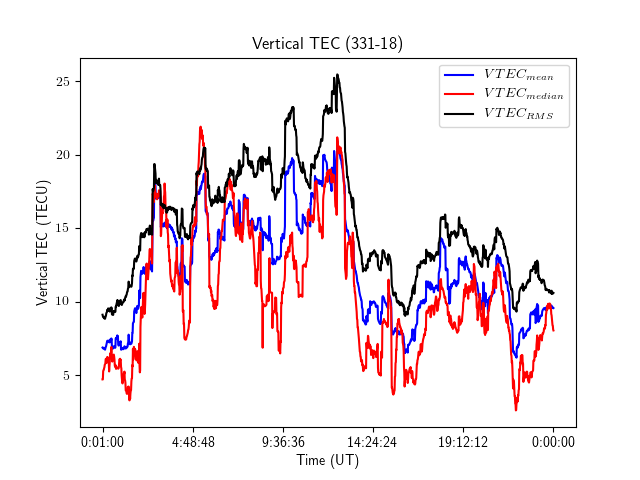 Vertical TEC (331-18)
VTEC_mean
VTEC_median
VTEC_RMS
Vertical TEC (TECU)
25
20
15
10
5
0:01:00 4:48:48 9:36:36 14:24:24 19:12:12 0:00:00
Time (UT)